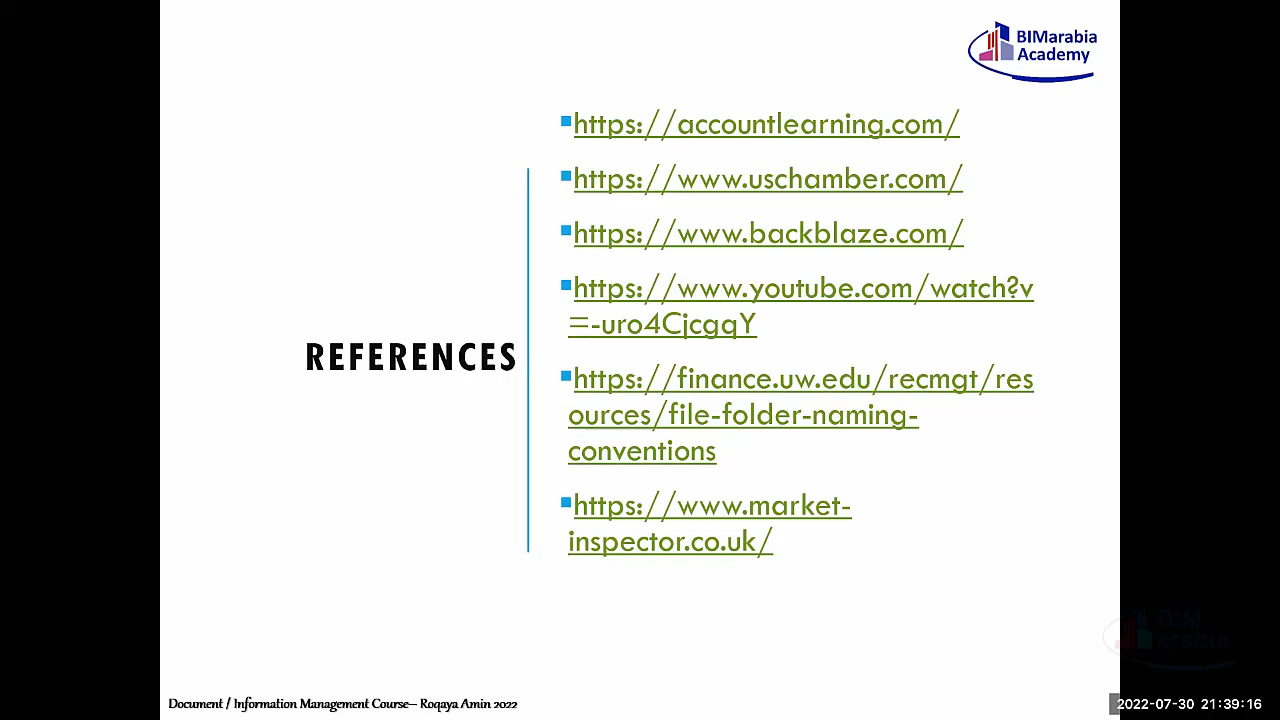 BIMarabia
Academy
▪https://accountlearning.com/
▪https://www.uschamber.com/
▪https://www.backblaze.com/
▪https://www.youtube.com/watch?v
=-uro4CjcgqY
REFERENCES
▪https://finance.uw.edu/recmgt/res
ources/file-folder-naming-
conventions
▪https://www.market-
inspector.co.uk/
BIM
arabia
Document / Information Management Course– Roqaya Amin 2022
2022-07-30 21:39:16